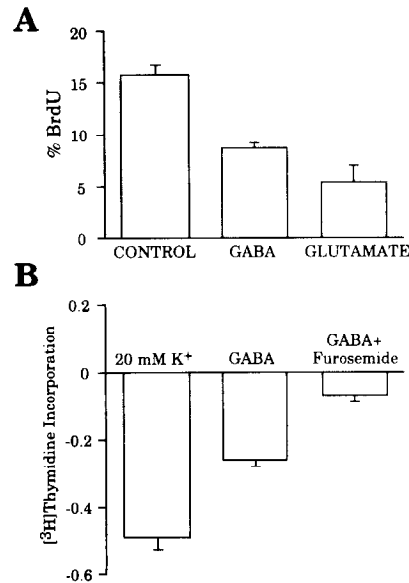 A
20
15
10
5
0
% BrdU
CONTROL GABA GLUTAMATE
B
0.2
0
-0.2
-0.4
-0.6
[³H]Thymidine Incorporation
20 mM K⁺ GABA GABA+
Furosemide